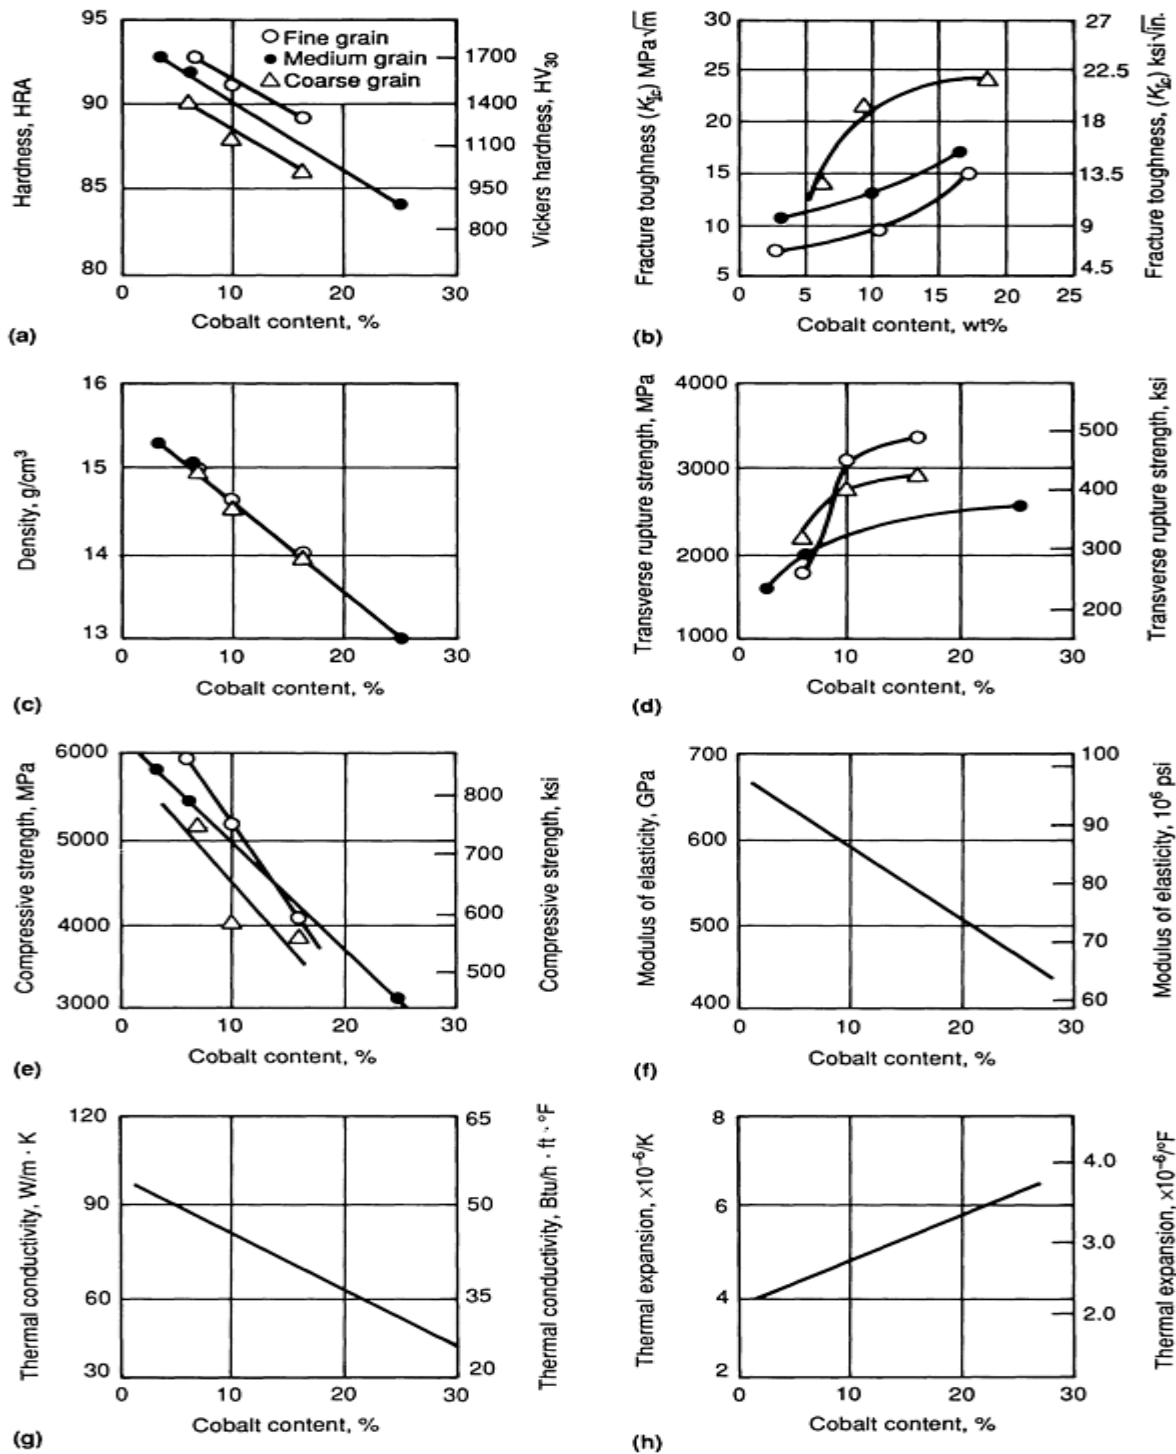 95
90
85
80
Hardness, HRA
○ Fine grain
● Medium grain
△ Coarse grain
1700
1400
1100
950
800
Vickers hardness, HV30
0 10 20 30
Cobalt content, %
(a)
30
25
20
15
10
5
Fracture toughness (KIc) MPa√m
27
22.5
18
13.5
9
4.5
Fracture toughness, (KIc) ksi√in.
0 5 10 15 20 25
Cobalt content, wt%
(b)
16
15
14
13
Density, g/cm³
0 10 20 30
Cobalt content, %
(c)
4000
3000
2000
1000
Transverse rupture strength, MPa
500
400
300
200
Transverse rupture strength, ksi
0 10 20 30
Cobalt content, %
(d)
6000
5000
4000
3000
Compressive strength, MPa
800
700
600
500
Compressive strength, ksi
0 10 20 30
Cobalt content, %
(e)
700
600
500
400
Modulus of elasticity, GPa
100
90
80
70
60
Modulus of elasticity, 10⁶ psi
0 10 20 30
Cobalt content, %
(f)
120
90
60
30
Thermal conductivity, W/m · K
65
50
35
20
Thermal conductivity, Btu/h · ft · °F
0 10 20 30
Cobalt content, %
(g)
8
6
4
2
Thermal expansion, ×10⁻⁶/K
4.0
3.0
2.0
Thermal expansion, ×10⁻⁶/°F
0 10 20 30
Cobalt content, %
(h)